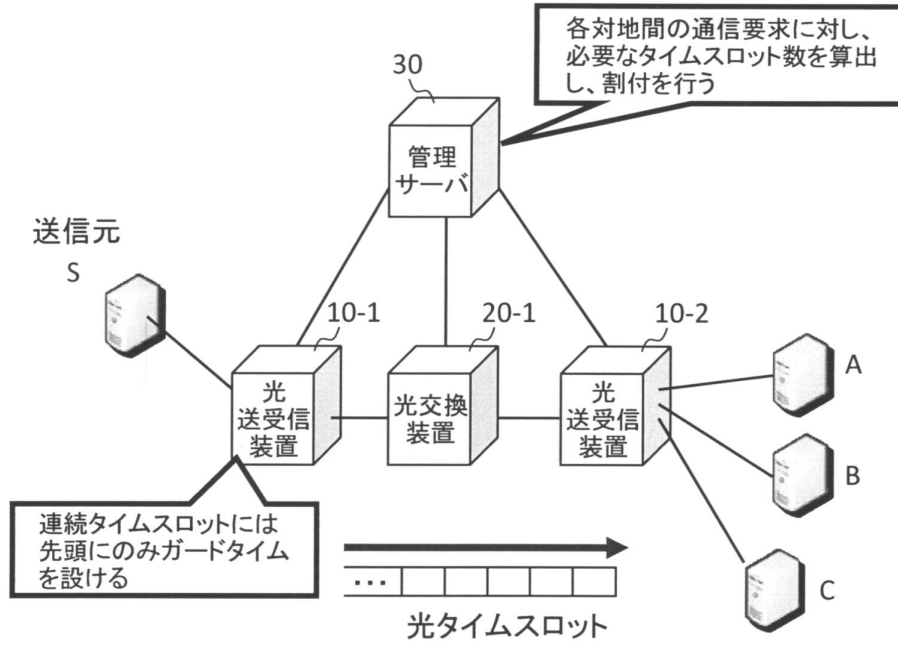 各対地間の通信要求に対し、
必要なタイムスロット数を算出
し、割付を行う
30
管理
サーバ
送信元
S
10-1
20-1
10-2
光
送受信
装置
光交換
装置
光
送受信
装置
A
B
C
連続タイムスロットには
先頭にのみガードタイム
を設ける
…
光タイムスロット